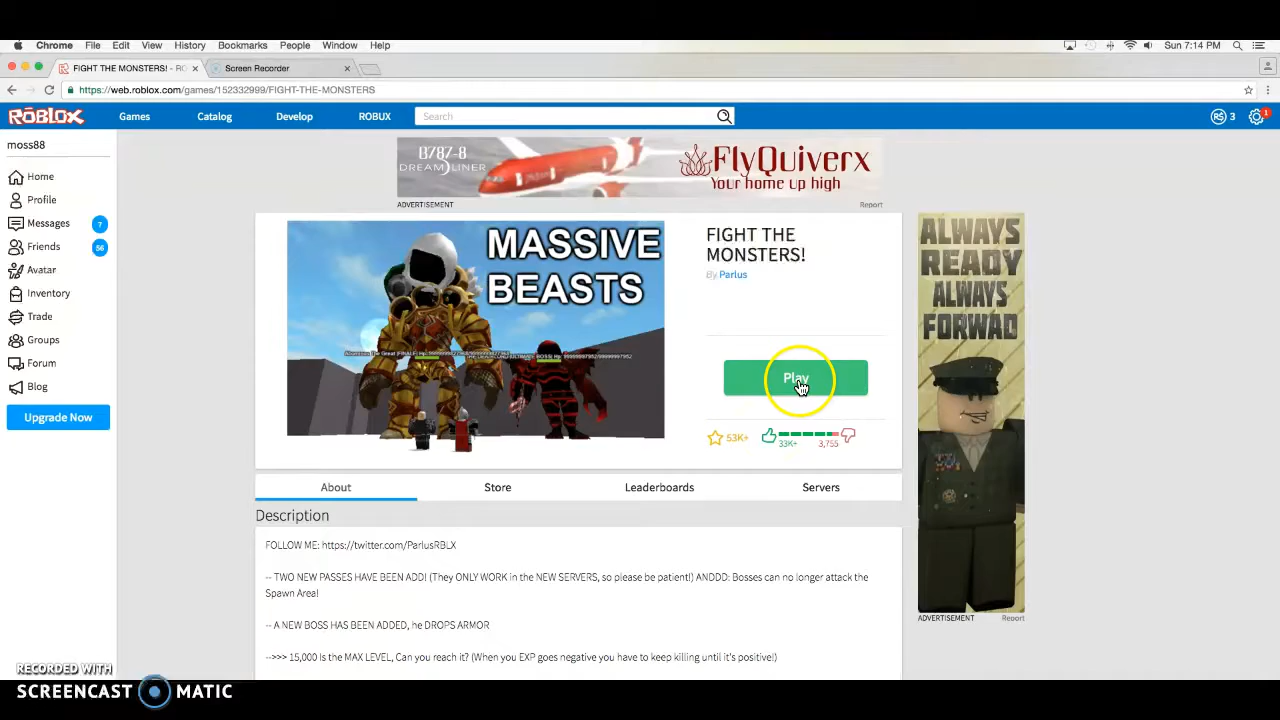 Chrome File Edit View History Bookmarks People Window Help Sun 7:14 PM
FIGHT THE MONSTERS! - RO Screen Recorder
https://web.roblox.com/games/152332999/FIGHT-THE-MONSTERS
ROBLOX Games Catalog Develop ROBUX Search R$ 3 1
moss88
Home
Profile
Messages 7
Friends 56
Avatar
Inventory
Trade
Groups
Forum
Blog
Upgrade Now
B787-8
DREAMLINER
FlyQuiverx
Your home up high
ADVERTISEMENT Report
MASSIVE
BEASTS
FIGHT THE
MONSTERS!
By Parlus
Play
53K+ 33K+ 3,755
About Store Leaderboards Servers
Description
FOLLOW ME: https://twitter.com/ParlusRBLX
-- TWO NEW PASSES HAVE BEEN ADD! (They ONLY WORK in the NEW SERVERS, so please be patient!) ANDDD: Bosses can no longer attack the
Spawn Area!
-- A NEW BOSS HAS BEEN ADDED, he DROPS ARMOR
-->>> 15,000 Is the MAX LEVEL, Can you reach it? (When you EXP goes negative you have to keep killing until it's positive!)
ALWAYS
READY
ALWAYS
FORWAD
ADVERTISEMENT Report
RECORDED WITH
SCREENCAST MATIC